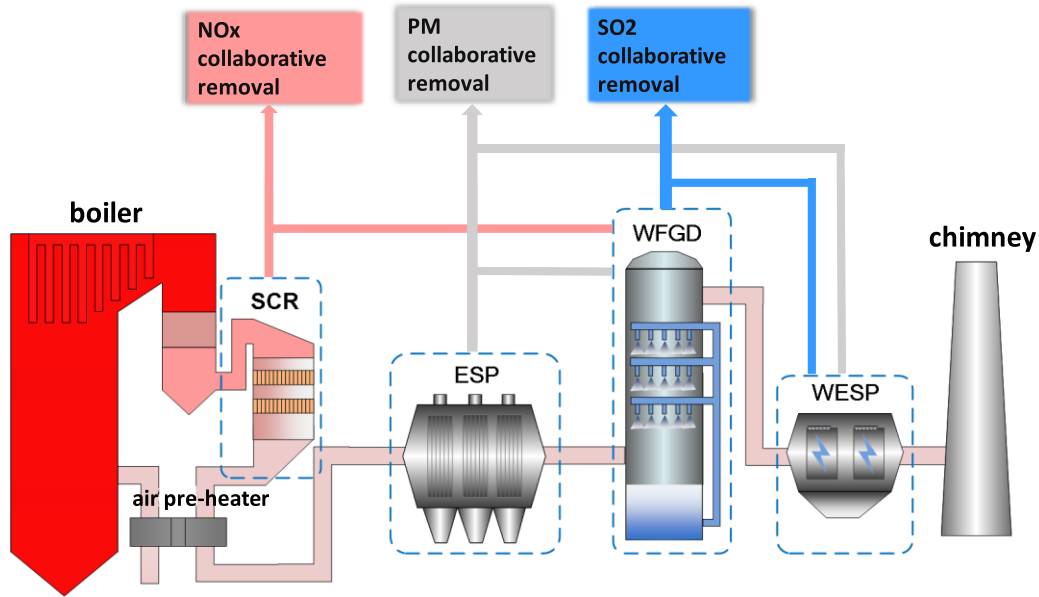 NOx
collaborative
removal
PM
collaborative
removal
SO2
collaborative
removal
boiler
SCR
WFGD
chimney
ESP
WESP
air pre-heater